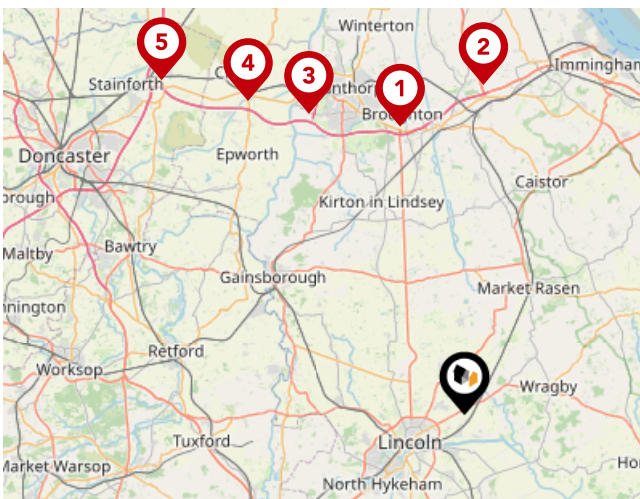 Winterton
5
2
4
3
1
Immingham
Stainforth
Doncaster
Epworth
Caistor
Kirton in Lindsey
Maltby
Bawtry
Gainsborough
Market Rasen
Retford
Worksop
Wragby
Tuxford
Lincoln
Market Warsop
North Hykeham